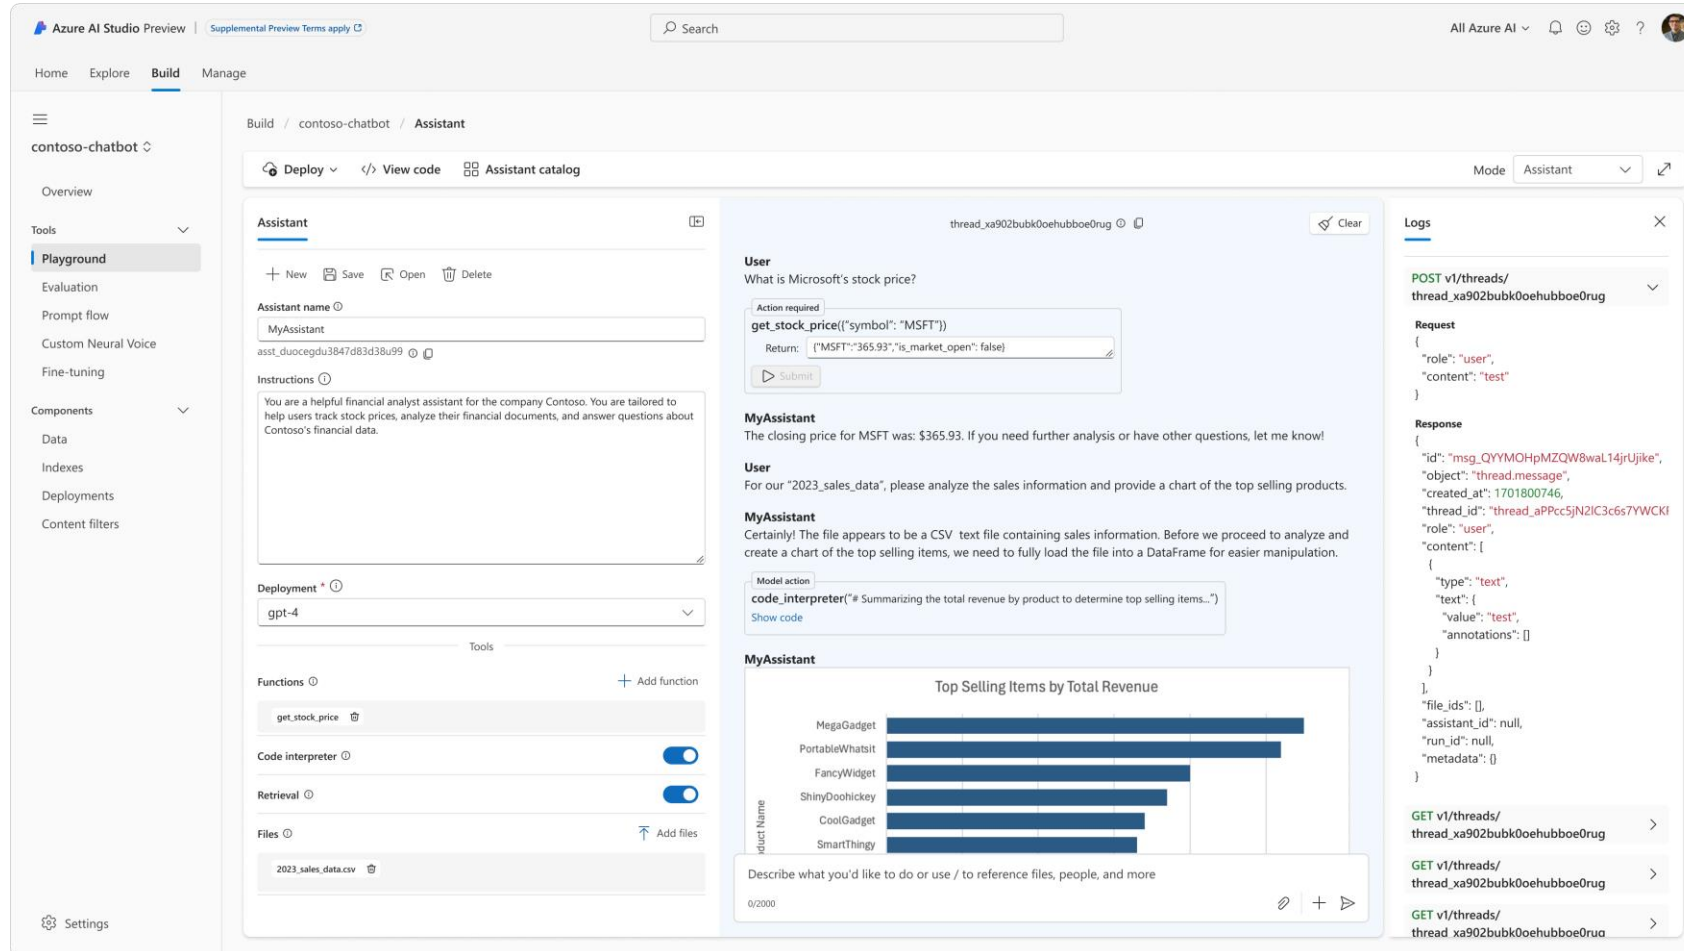 Azure AI Studio Preview
Supplemental Preview Terms apply
Search
All Azure AI
Home
Explore
Build
Manage
contoso-chatbot
Overview
Tools
Playground
Evaluation
Prompt flow
Custom Neural Voice
Fine-tuning
Components
Data
Indexes
Deployments
Content filters
Settings
Build / contoso-chatbot / Assistant
Deploy
</> View code
Assistant catalog
Mode
Assistant
Assistant
New
Save
Open
Delete
Assistant name
MyAssistant
asst_duocegdu3847d83d38u99
Instructions
You are a helpful financial analyst assistant for the company Contoso. You are tailored to
help users track stock prices, analyze their financial documents, and answer questions about
Contoso's financial data.
Deployment *
gpt-4
Tools
Functions
Add function
get_stock_price
Code interpreter
Retrieval
Files
Add files
2023_sales_data.csv
thread_xa902bubk0oehubboe0rug
Clear
User
What is Microsoft's stock price?
Action required
get_stock_price({"symbol": "MSFT"})
Return:
{"MSFT":"365.93","is_market_open": false}
Submit
MyAssistant
The closing price for MSFT was: $365.93. If you need further analysis or have other questions, let me know!
User
For our "2023_sales_data", please analyze the sales information and provide a chart of the top selling products.
MyAssistant
Certainly! The file appears to be a CSV text file containing sales information. Before we proceed to analyze and
create a chart of the top selling items, we need to fully load the file into a DataFrame for easier manipulation.
Model action
code_interpreter("# Summarizing the total revenue by product to determine top selling items...")
Show code
MyAssistant
Top Selling Items by Total Revenue
MegaGadget
PortableWhatsit
FancyWidget
ShinyDoohickey
CoolGadget
SmartThingy
duct Name
Describe what you'd like to do or use / to reference files, people, and more
0/2000
Logs
POST v1/threads/
thread_xa902bubk0oehubboe0rug
Request
{
"role": "user",
"content": "test"
}
Response
{
"id": "msg_QYYMOHpMZQW8waL14jrUjike",
"object": "thread.message",
"created_at": 1701800746,
"thread_id": "thread_aPPcc5jN2lC3c6s7YWCKF
"role": "user",
"content": [
{
"type": "text",
"text": {
"value": "test",
"annotations": []
}
}
],
"file_ids": [],
"assistant_id": null,
"run_id": null,
"metadata": {}
}
GET v1/threads/
thread_xa902bubk0oehubboe0rug
GET v1/threads/
thread_xa902bubk0oehubboe0rug
GET v1/threads/
thread_xa902bubk0oehubboe0rug